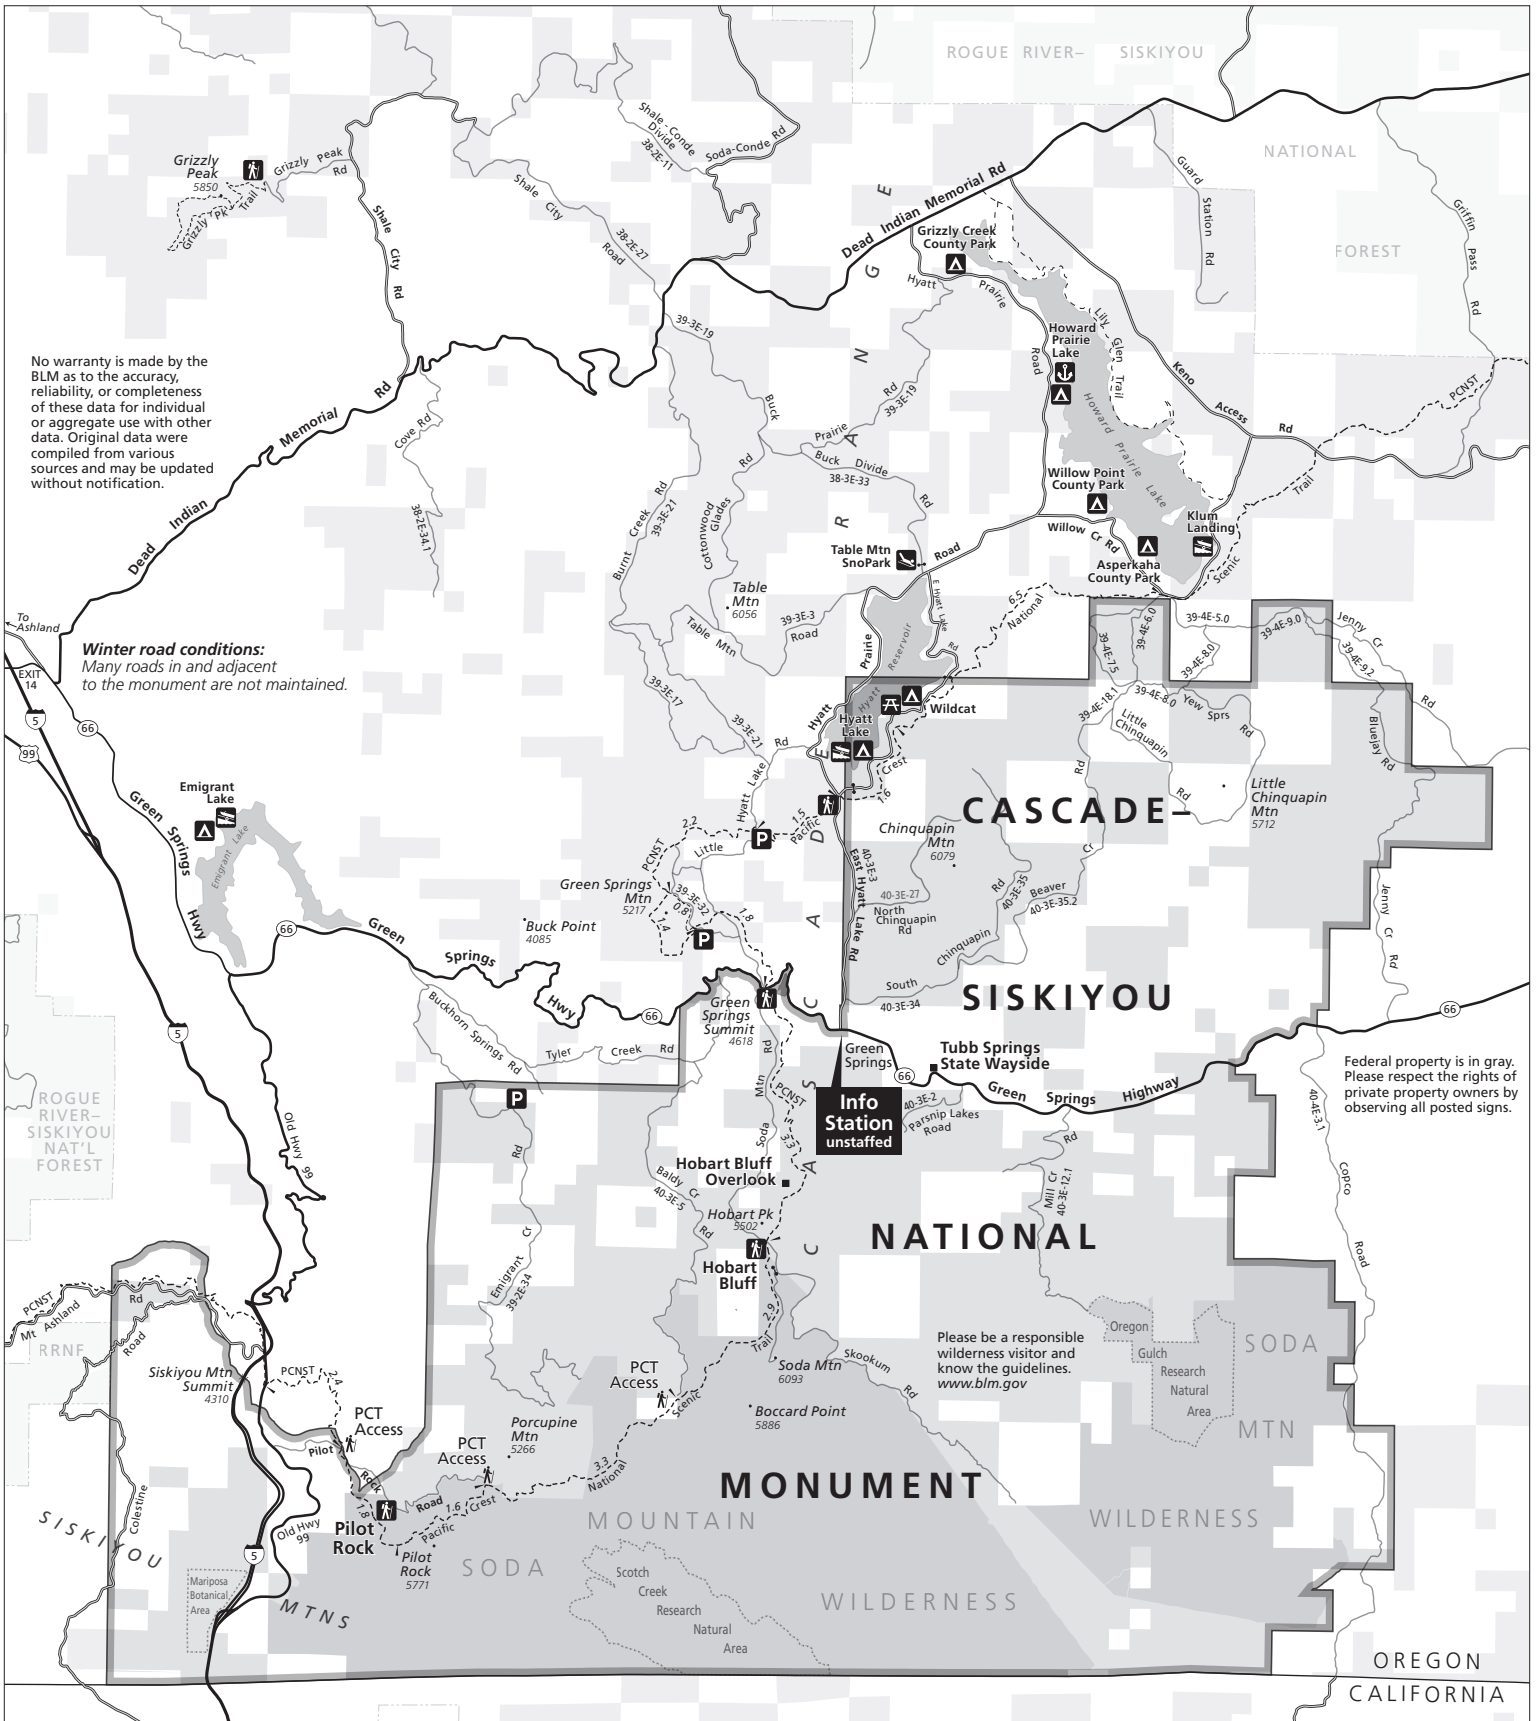 ROGUE RIVER– SISKIYOU
NATIONAL
FOREST
Shale-Conde
Divide
38-2E-11
Soda-Conde Rd
Grizzly
Peak
5850
Grizzly Peak
Rd
Grizzly Pk
Trail
Shale City Rd
Shale City
Road
38-2E-27
Guard
Station
Rd
Griffin
Pass
Rd
Dead Indian Memorial Rd
Grizzly Creek
County Park
Hyatt
Prairie
Road
Lily
Glen
Trail
Howard
Prairie
Lake
Howard Prairie Lake
Keno
Access
Rd
PCNST
Trail
Scenic
National
6.5
No warranty is made by the
BLM as to the accuracy,
reliability, or completeness
of these data for individual
or aggregate use with other
data. Original data were
compiled from various
sources and may be updated
without notification.
Dead Indian Memorial Rd
Cove Rd
38-2E-34.1
39-3E-19
Buck
Prairie
Rd
39-3E-19
Buck Divide
38-3E-33
Rd
Burnt Creek Rd
39-3E-21
Cottonwood
Glades
Rd
Willow Point
County Park
Willow Cr Rd
Klum
Landing
Asperkaha
County Park
Table Mtn
SnoPark
Road
Table
Mtn
6056
39-3E-3
Road
Table Mtn
E Hyatt Lake
Rd
Prairie
Hyatt
Hyatt Reservoir
Wildcat
Hyatt
Lake
Crest
1.6
39-3E-17
39-3E-21
Rd
Hyatt Lake
Little
1.5
Pacific
2.2
PCNST
To
Ashland
EXIT
14
5
66
99
Winter road conditions:
Many roads in and adjacent
to the monument are not maintained.
39-4E-7.5
39-4E-6.0
39-4E-5.0
39-4E-8.0
39-4E-9.0
Jenny Cr
39-4E-9.2
Rd
39-4E-18.1
39-4E-8.0
Yew
Sprs
Rd
Little
Chinquapin
Rd
Bluejay Rd
Little
Chinquapin
Mtn
5712
Emigrant
Lake
Emigrant Lake
Green Springs Hwy
66
Green Springs Hwy
66
Green Springs
Mtn
5217
39-3E-32
0.8
1.4
1.8
P
P
Buck Point
4085
CASCADE–
SISKIYOU
NATIONAL
MONUMENT
Chinquapin
Mtn
6079
40-3E-3
East Hyatt Lake Rd
40-3E-27
North
Chinquapin
Rd
Rd
Cr
Rd
40-3E-35
Beaver
40-3E-35.2
South
Chinquapin
40-3E-34
Jenny Cr Rd
66
Green
Springs
Summit
4618
Green
Springs
66
Tubb Springs
State Wayside
Green Springs Highway
Info
Station
unstaffed
40-3E-2
Parsnip Lakes
Road
Federal property is in gray.
Please respect the rights of
private property owners by
observing all posted signs.
40-4E-3.1
Copco
Road
Buckhorn Springs Rd
Tyler Creek Rd
P
Rd
Emigrant Cr
39-2E-34
5
Old Hwy 99
ROGUE
RIVER–
SISKIYOU
NAT'L
FOREST
Soda Mtn Rd
PCNST
3.3
Hobart Bluff
Overlook
Baldy Cr
40-3E-5
Rd
Hobart Pk
5502
Hobart
Bluff
2.9
Trail
Rd
Mill Cr
40-3E-12.1
CASCADE RANGE
PCNST
Mt Ashland
Rd
Road
RRNF
Siskiyou Mtn
Summit
4310
PCNST
2.4
PCT
Access
PCT
Access
PCT
Access
Scenic
Porcupine
Mtn
5266
Soda Mtn
6093
Boccard Point
5886
Skookum
Rd
Please be a responsible
wilderness visitor and
know the guidelines.
www.blm.gov
Oregon
Gulch
Research
Natural
Area
SODA
MTN
WILDERNESS
Pilot
Rock
Road
1.6
Crest
3.3
National
1.8
Pilot
Rock
Pacific
Pilot
Rock
5771
Old Hwy
99
5
Colestine
SISKIYOU
MTNS
Mariposa
Botanical
Area
SODA
MOUNTAIN
WILDERNESS
Scotch
Creek
Research
Natural
Area
OREGON
CALIFORNIA